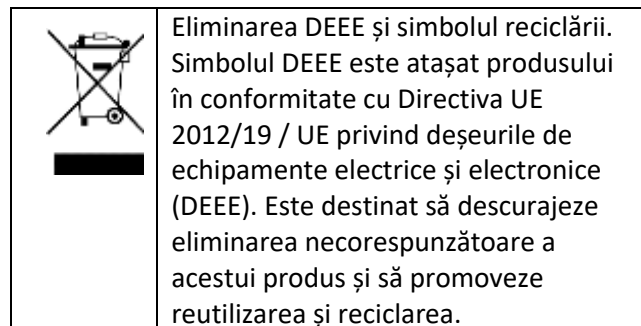 Eliminarea DEEE și simbolul reciclării.
Simbolul DEEE este atașat produsului
în conformitate cu Directiva UE
2012/19 / UE privind deșeurile de
echipamente electrice și electronice
(DEEE). Este destinat să descurajeze
eliminarea necorespunzătoare a
acestui produs și să promoveze
reutilizarea și reciclarea.